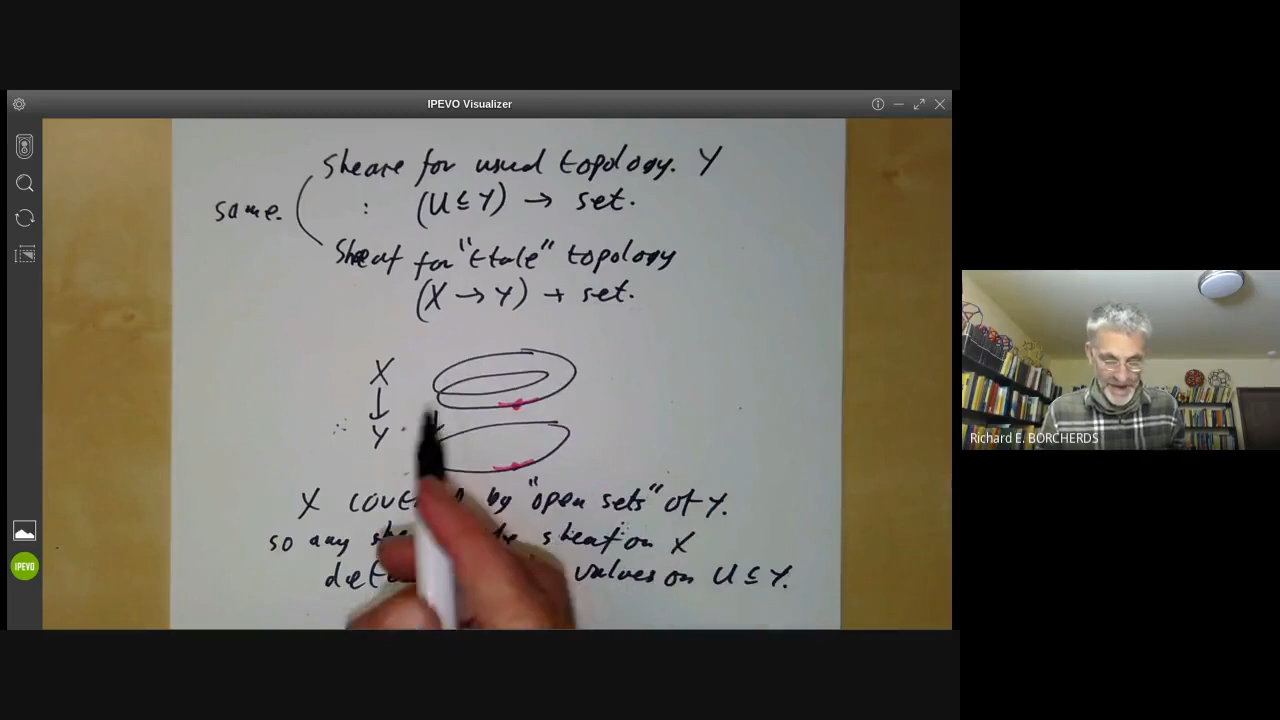 IPEVO Visualizer
Sheave for usual topology. Y
same. : (U ⊆ Y) → set.
Sheaf for "Etale" topology
(X → Y) → set.
X
↓
Y
X by "open sets" of Y.
so any sheaf on X
values on U ⊆ Y.
Richard E. BORCHERDS
IPEVO